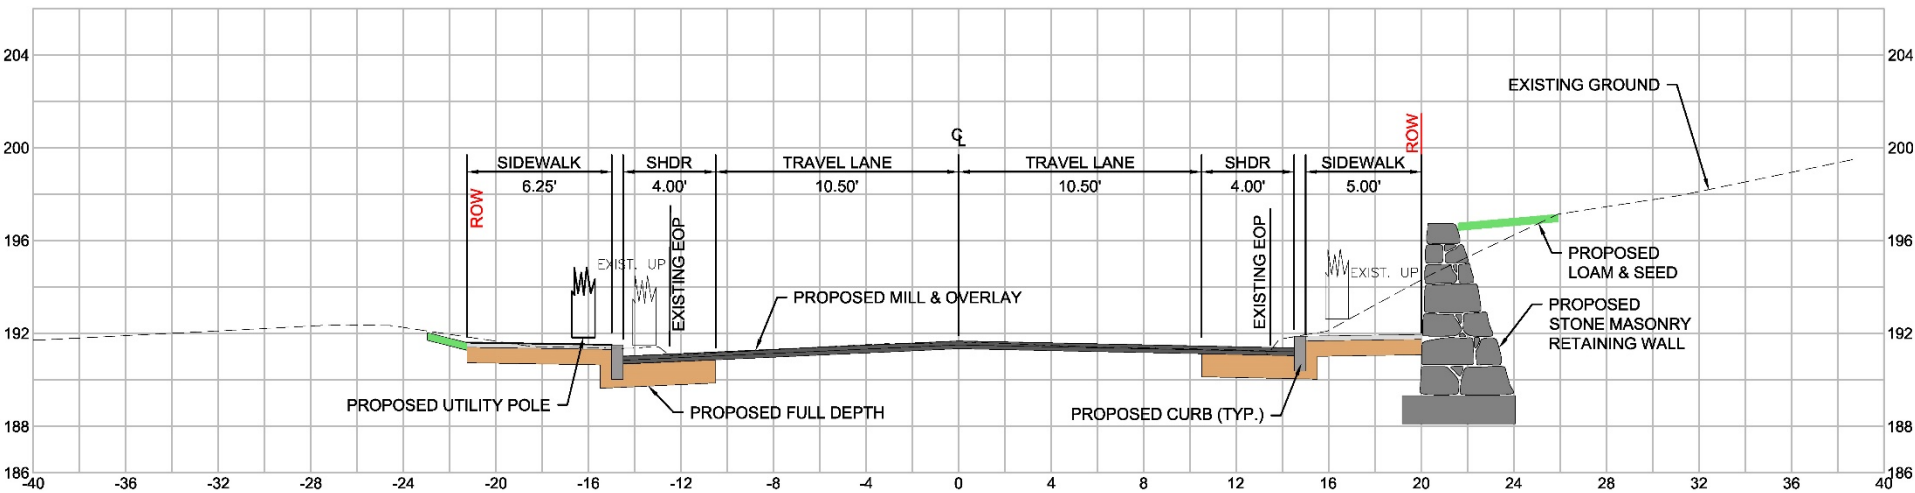 204
204
EXISTING GROUND
ROW
200
℄
200
SIDEWALK
SHDR
TRAVEL LANE
TRAVEL LANE
SHDR
SIDEWALK
6.25'
4.00'
10.50'
10.50'
4.00'
5.00'
ROW
196
196
EXISTING EOP
EXISTING EOP
EXIST. UP
EXIST. UP
PROPOSED
LOAM & SEED
PROPOSED MILL & OVERLAY
PROPOSED
STONE MASONRY
RETAINING WALL
192
192
PROPOSED UTILITY POLE
PROPOSED FULL DEPTH
PROPOSED CURB (TYP.)
188
188
186
186
-40
-36
-32
-28
-24
-20
-16
-12
-8
-4
0
4
8
12
16
20
24
28
32
36
40